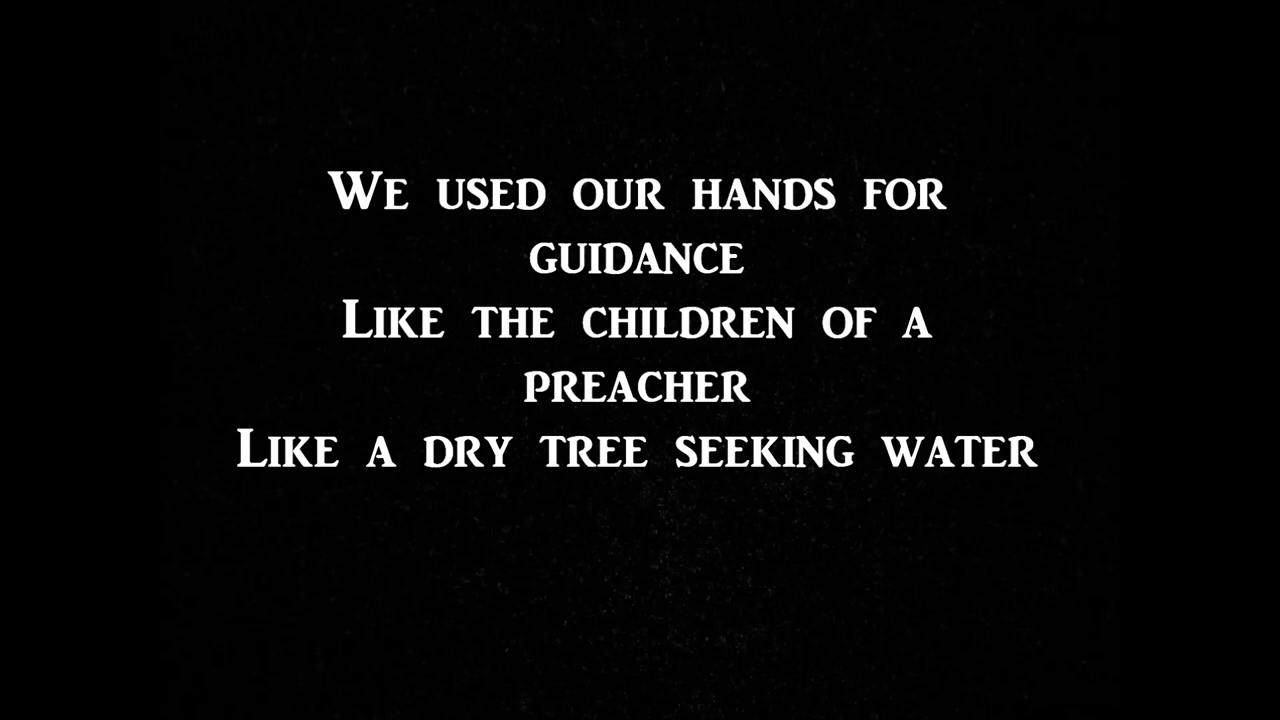 We used our hands for
guidance
Like the children of a
preacher
Like a dry tree seeking water